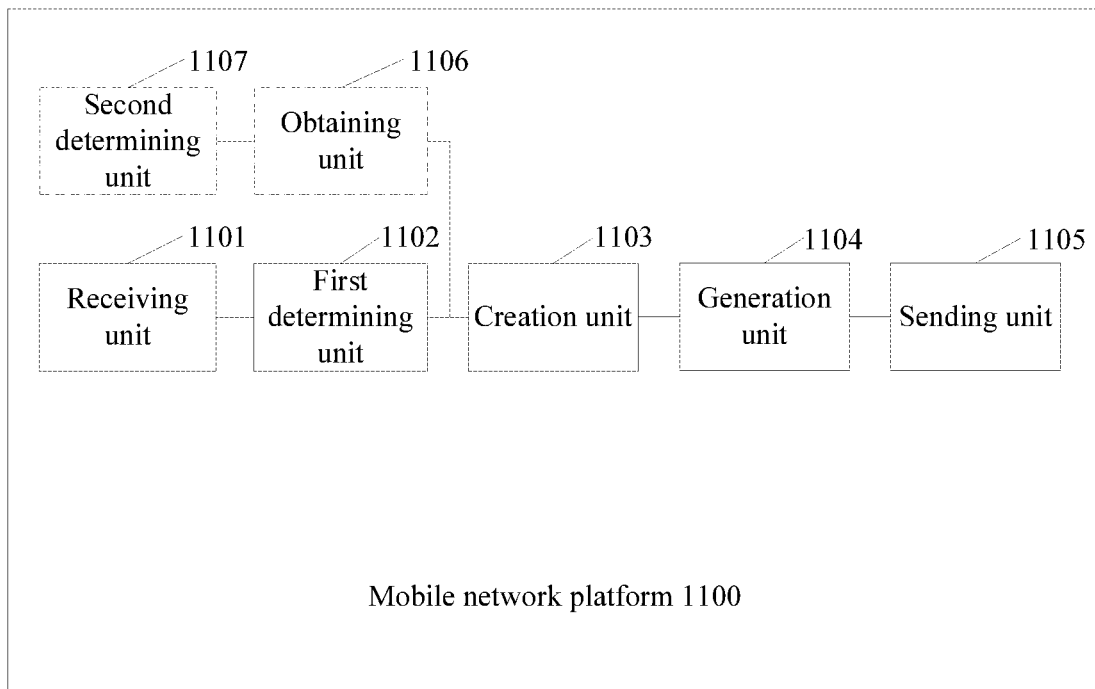 1107
1106
Second
determining
unit
Obtaining
unit
1101
1102
1103
1104
1105
Receiving
unit
First
determining
unit
Creation unit
Generation
unit
Sending unit
Mobile network platform 1100